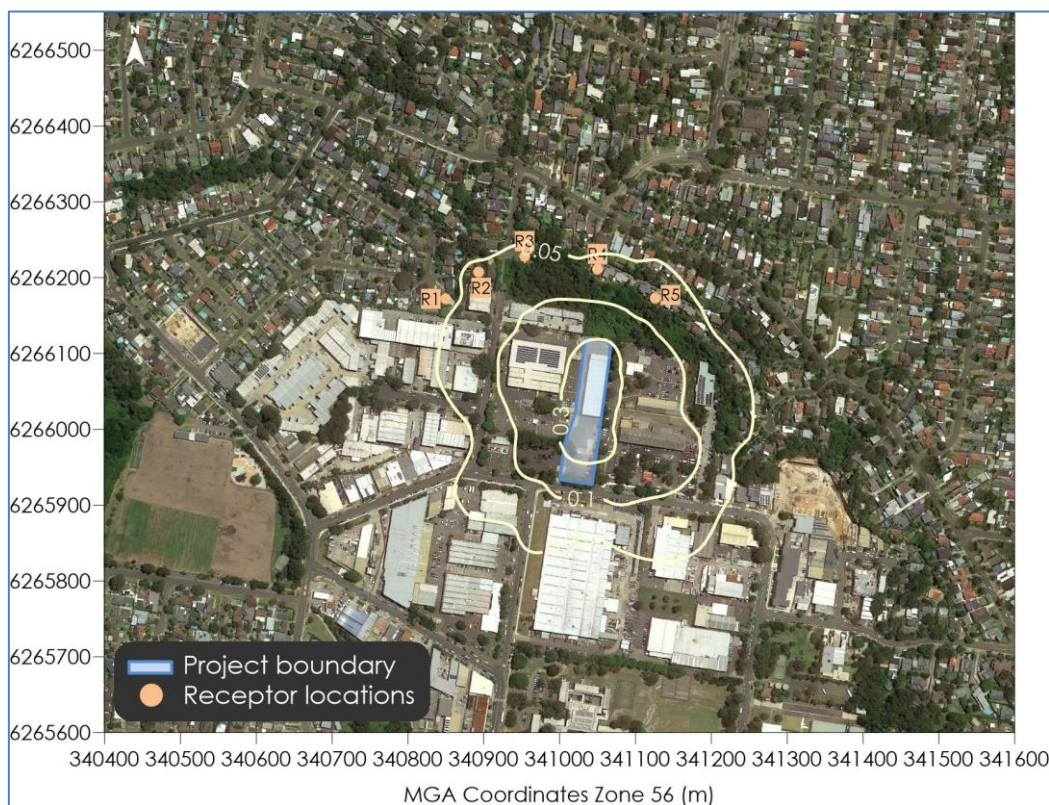 N
6266500
6266400
6266300
6266200
6266100
6266000
6265900
6265800
6265700
6265600
R3
.05
R4
R1
R2
R5
0.3
0.1
Project boundary
Receptor locations
340400 340500 340600 340700 340800 340900 341000 341100 341200 341300 341400 341500 341600
MGA Coordinates Zone 56 (m)